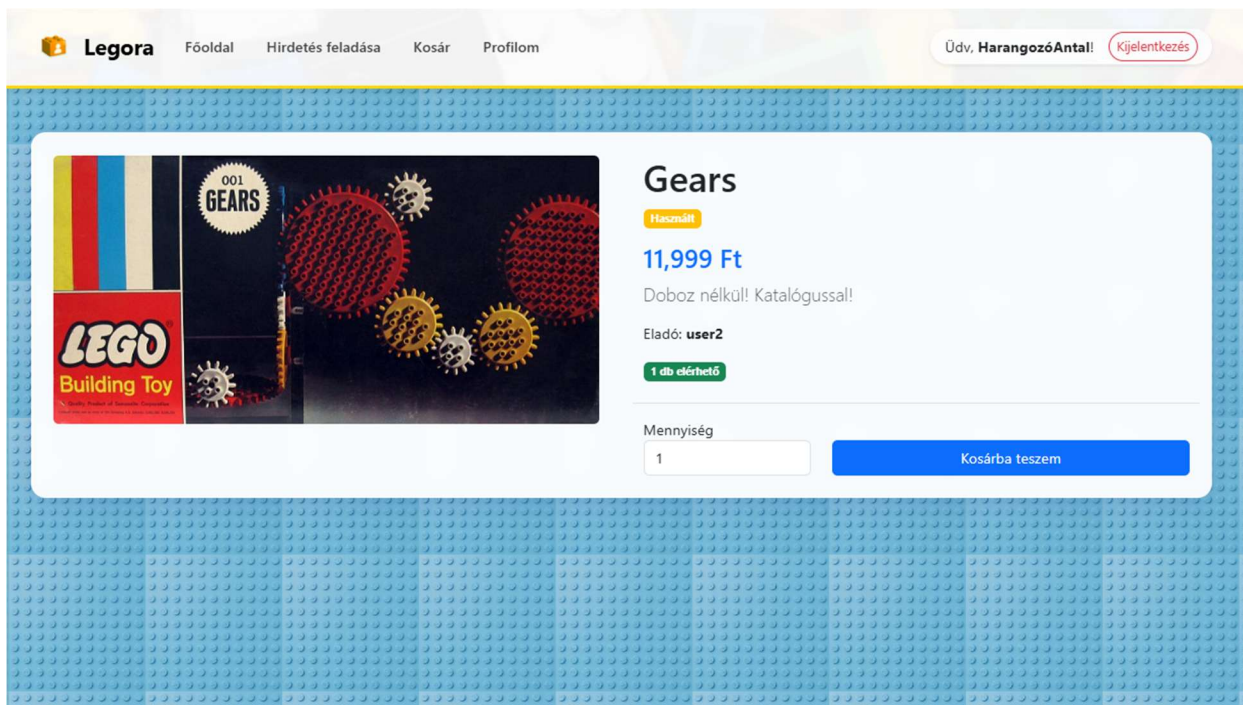 Legora Főoldal Hirdetés feladása Kosár Profilom Üdv, HarangozóAntal! Kijelentkezés
001
GEARS
LEGO®
Building Toy
Gears
Használt
11,999 Ft
Doboz nélkül! Katalógussal!
Eladó: user2
1 db elérhető
Mennyiség
1
Kosárba teszem